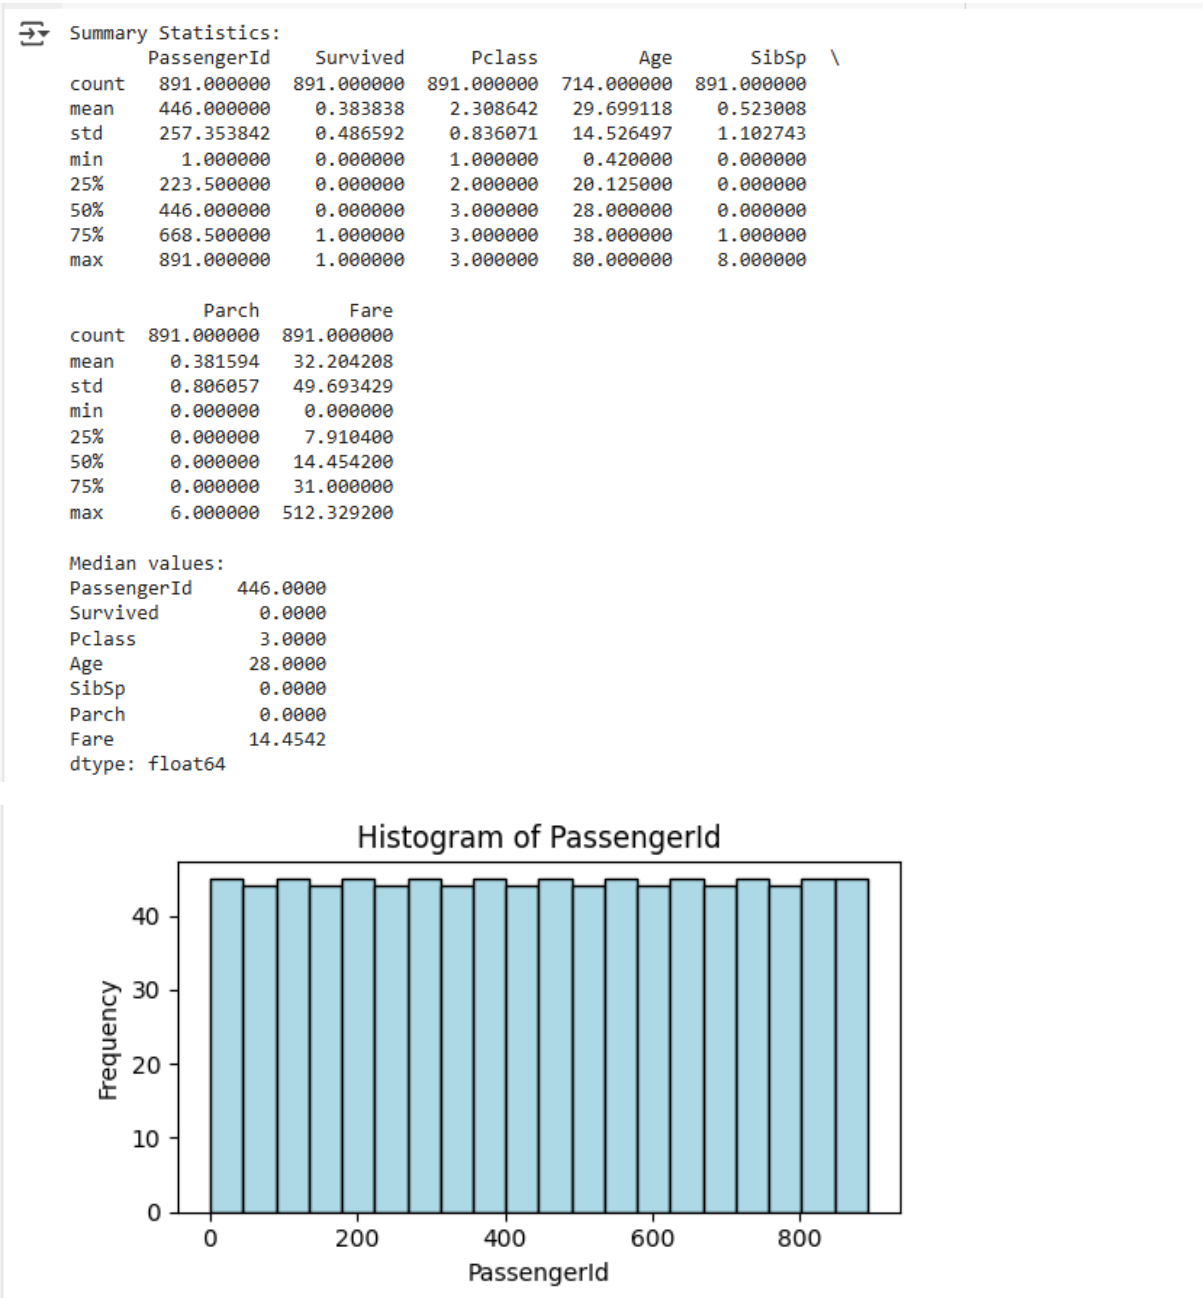 Summary Statistics:
PassengerId Survived Pclass Age SibSp \
count 891.000000 891.000000 891.000000 714.000000 891.000000
mean 446.000000 0.383838 2.308642 29.699118 0.523008
std 257.353842 0.486592 0.836071 14.526497 1.102743
min 1.000000 0.000000 1.000000 0.420000 0.000000
25% 223.500000 0.000000 2.000000 20.125000 0.000000
50% 446.000000 0.000000 3.000000 28.000000 0.000000
75% 668.500000 1.000000 3.000000 38.000000 1.000000
max 891.000000 1.000000 3.000000 80.000000 8.000000
Parch Fare
count 891.000000 891.000000
mean 0.381594 32.204208
std 0.806057 49.693429
min 0.000000 0.000000
25% 0.000000 7.910400
50% 0.000000 14.454200
75% 0.000000 31.000000
max 6.000000 512.329200
Median values:
PassengerId 446.0000
Survived 0.0000
Pclass 3.0000
Age 28.0000
SibSp 0.0000
Parch 0.0000
Fare 14.4542
dtype: float64
Histogram of PassengerId
40
30
20
10
0
Frequency
0 200 400 600 800
PassengerId